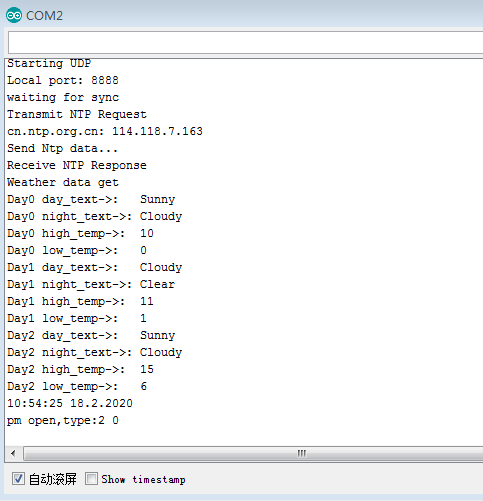 COM2
Starting UDP
Local port: 8888
waiting for sync
Transmit NTP Request
cn.ntp.org.cn: 114.118.7.163
Send Ntp data...
Receive NTP Response
Weather data get
Day0 day_text->:   Sunny
Day0 night_text->: Cloudy
Day0 high_temp->:  10
Day0 low_temp->:   0
Day1 day_text->:   Cloudy
Day1 night_text->: Clear
Day1 high_temp->:  11
Day1 low_temp->:   1
Day2 day_text->:   Sunny
Day2 night_text->: Cloudy
Day2 high_temp->:  15
Day2 low_temp->:   6
10:54:25 18.2.2020
pm open,type:2 0
自动滚屏 Show timestamp